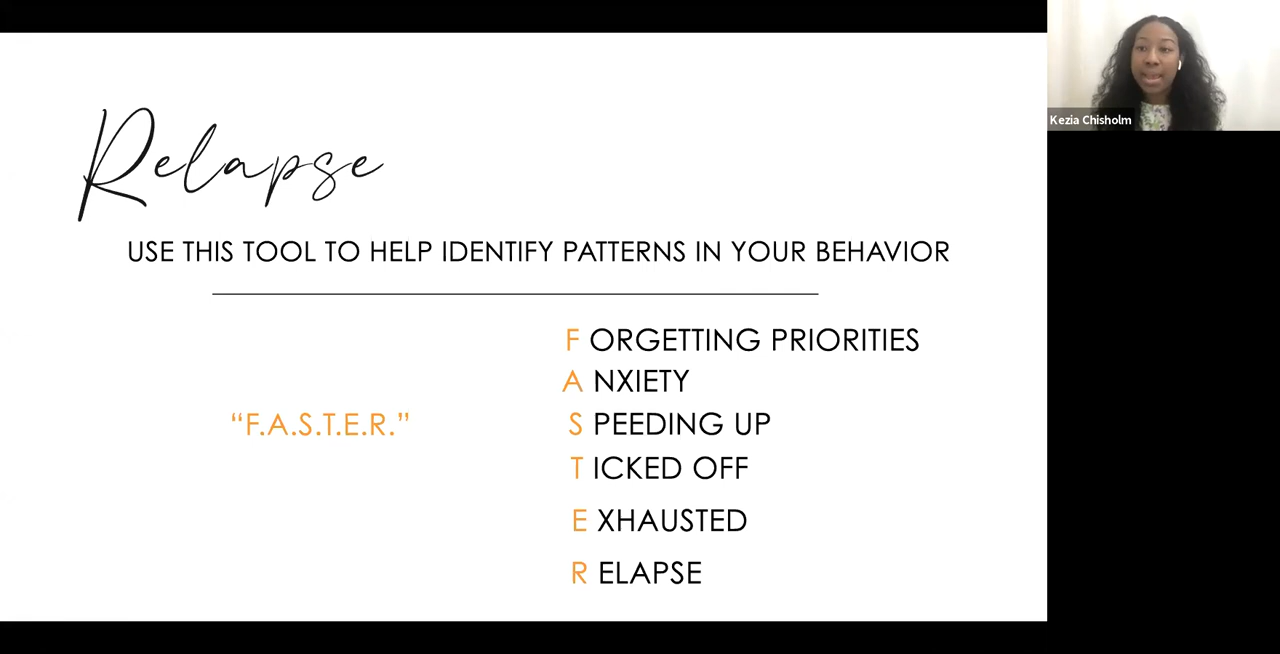 Relapse
USE THIS TOOL TO HELP IDENTIFY PATTERNS IN YOUR BEHAVIOR
"F.A.S.T.E.R."
F ORGETTING PRIORITIES
A NXIETY
S PEEDING UP
T ICKED OFF
E XHAUSTED
R ELAPSE
Kezia Chisholm